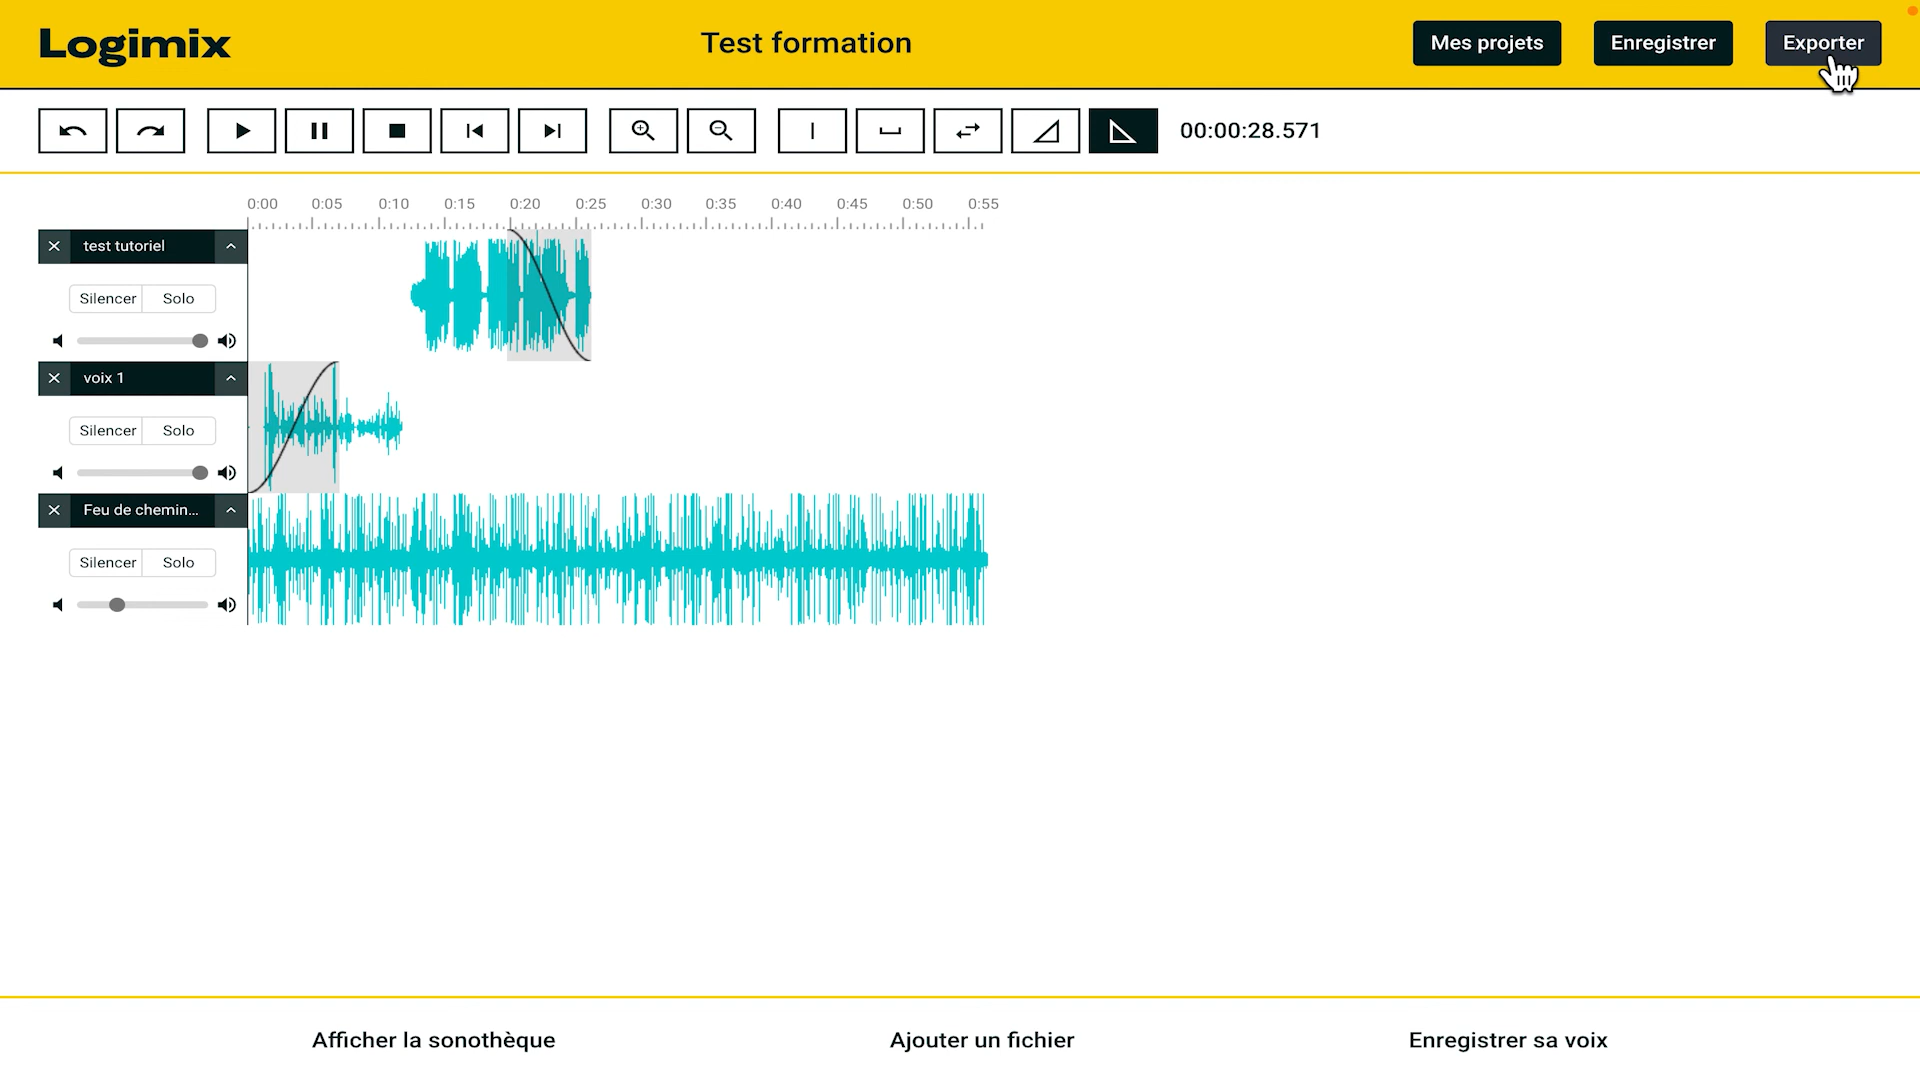 Logimix
Test formation
Mes projets
Enregistrer
Exporter
00:00:28.571
0:00 0:05 0:10 0:15 0:20 0:25 0:30 0:35 0:40 0:45 0:50 0:55
test tutoriel
Silencer Solo
voix 1
Silencer Solo
Feu de chemin...
Silencer Solo
Afficher la sonothèque
Ajouter un fichier
Enregistrer sa voix